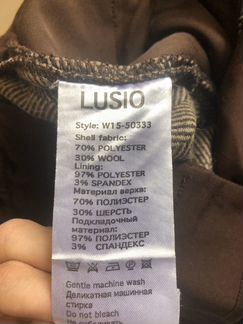 LUSIO
Style: W15-50333
Shell fabric:
70% POLYESTER
30% WOOL
Lining:
97% POLYESTER
3% SPANDEX
Материал верха:
70% ПОЛИЭСТЕР
30% ШЕРСТЬ
Подкладочный
материал:
97% ПОЛИЭСТЕР
3% СПАНДЕКС
Gentle machine wash
Деликатная машинная
стирка
Do not bleach